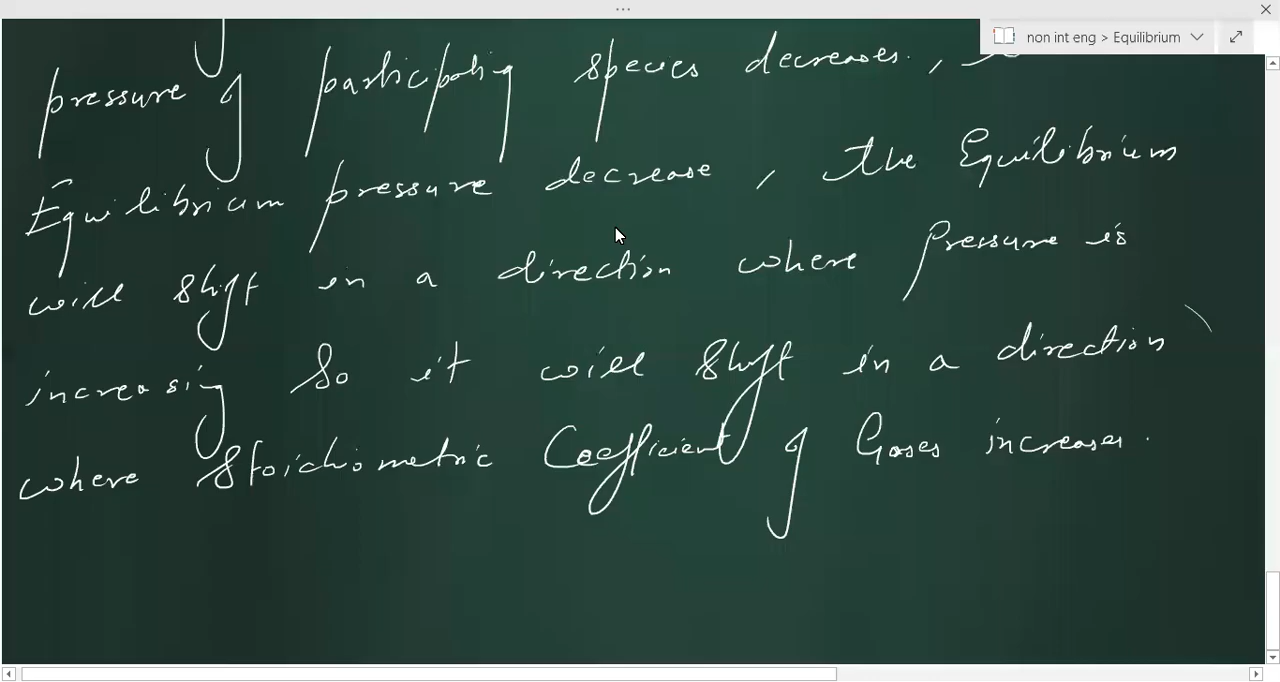 non int eng > Equilibrium
pressure of participating species decreases.,
Equilibrium pressure decrease, the Equilibrium
will shift in a direction where pressure is
increasing So it will shift in a direction
where Stoichiometric Coefficient of Gases increases.